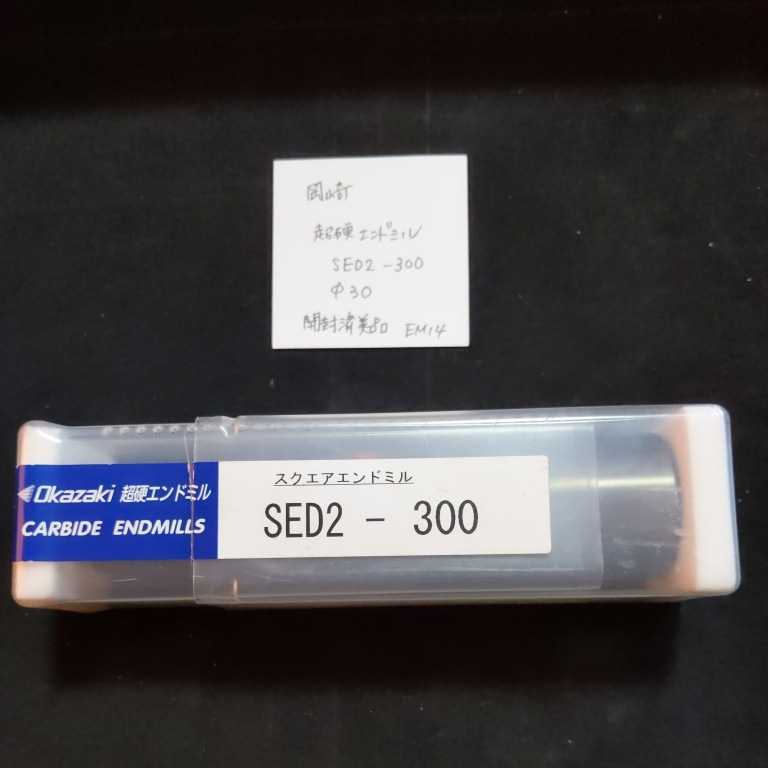 岡崎
超硬エンドミル
SED2-300
Φ30
開封済美品 EM14
Okazaki 超硬エンドミル
CARBIDE ENDMILLS
スクエアエンドミル
SED2 - 300